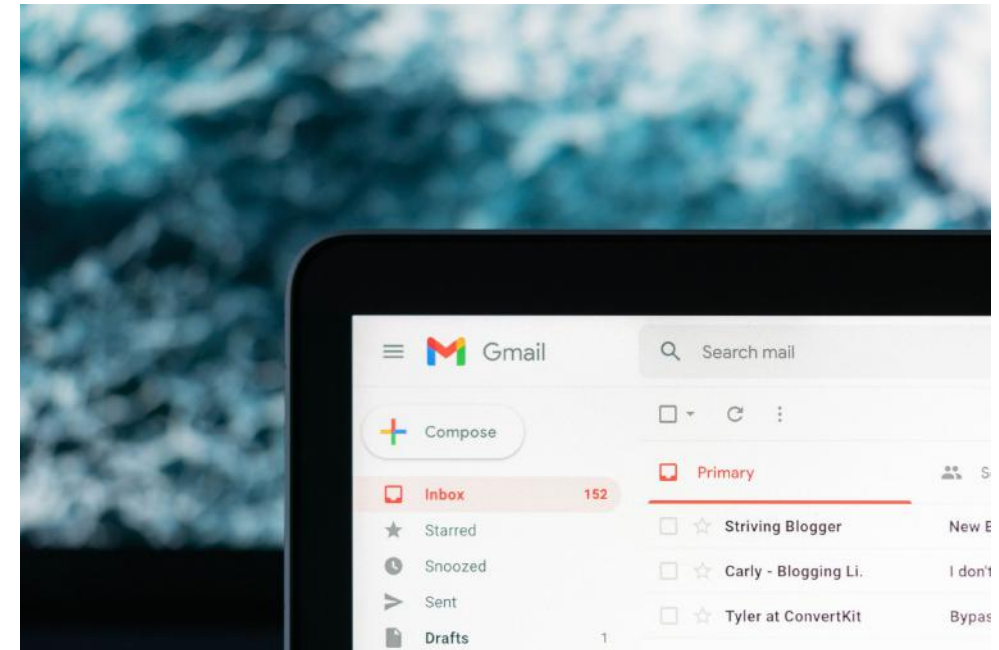 Gmail
Search mail
Compose
Primary
Inbox 152
Starred
Striving Blogger New
Snoozed
Carly - Blogging Li. I don't
Sent
Tyler at ConvertKit
Drafts 1